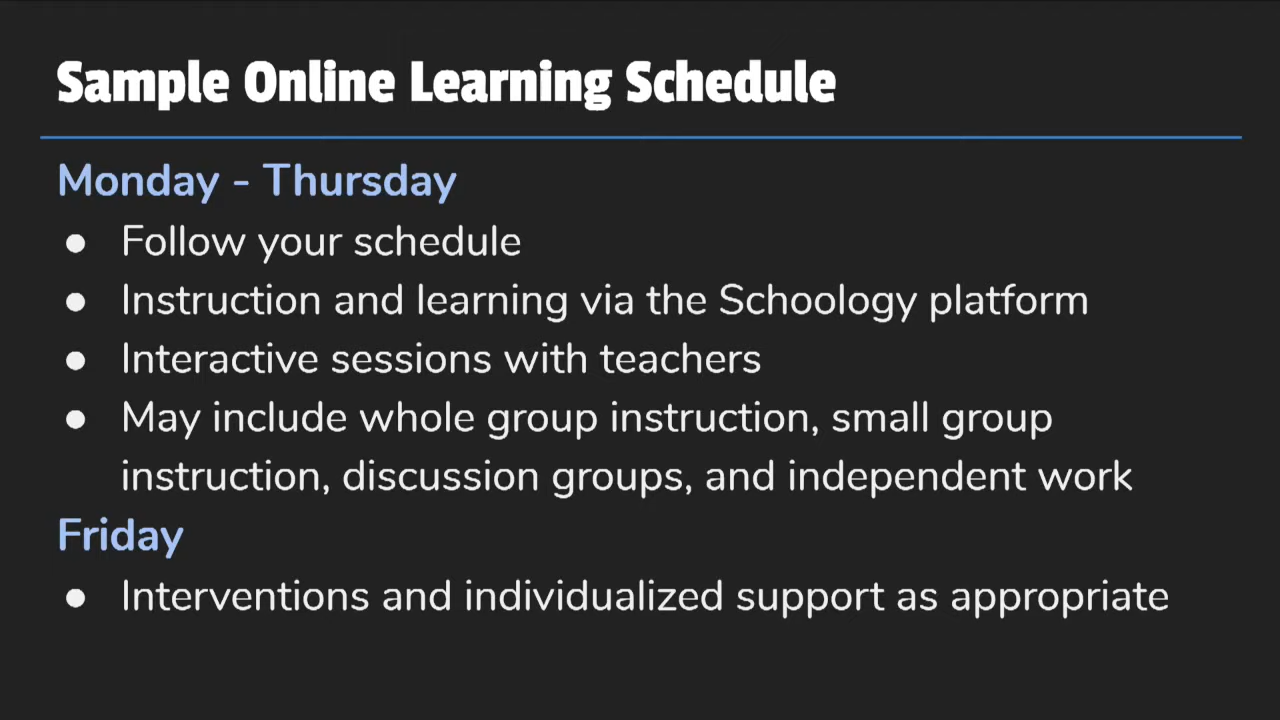 Sample Online Learning Schedule
Monday - Thursday
● Follow your schedule
● Instruction and learning via the Schoology platform
● Interactive sessions with teachers
● May include whole group instruction, small group
instruction, discussion groups, and independent work
Friday
● Interventions and individualized support as appropriate